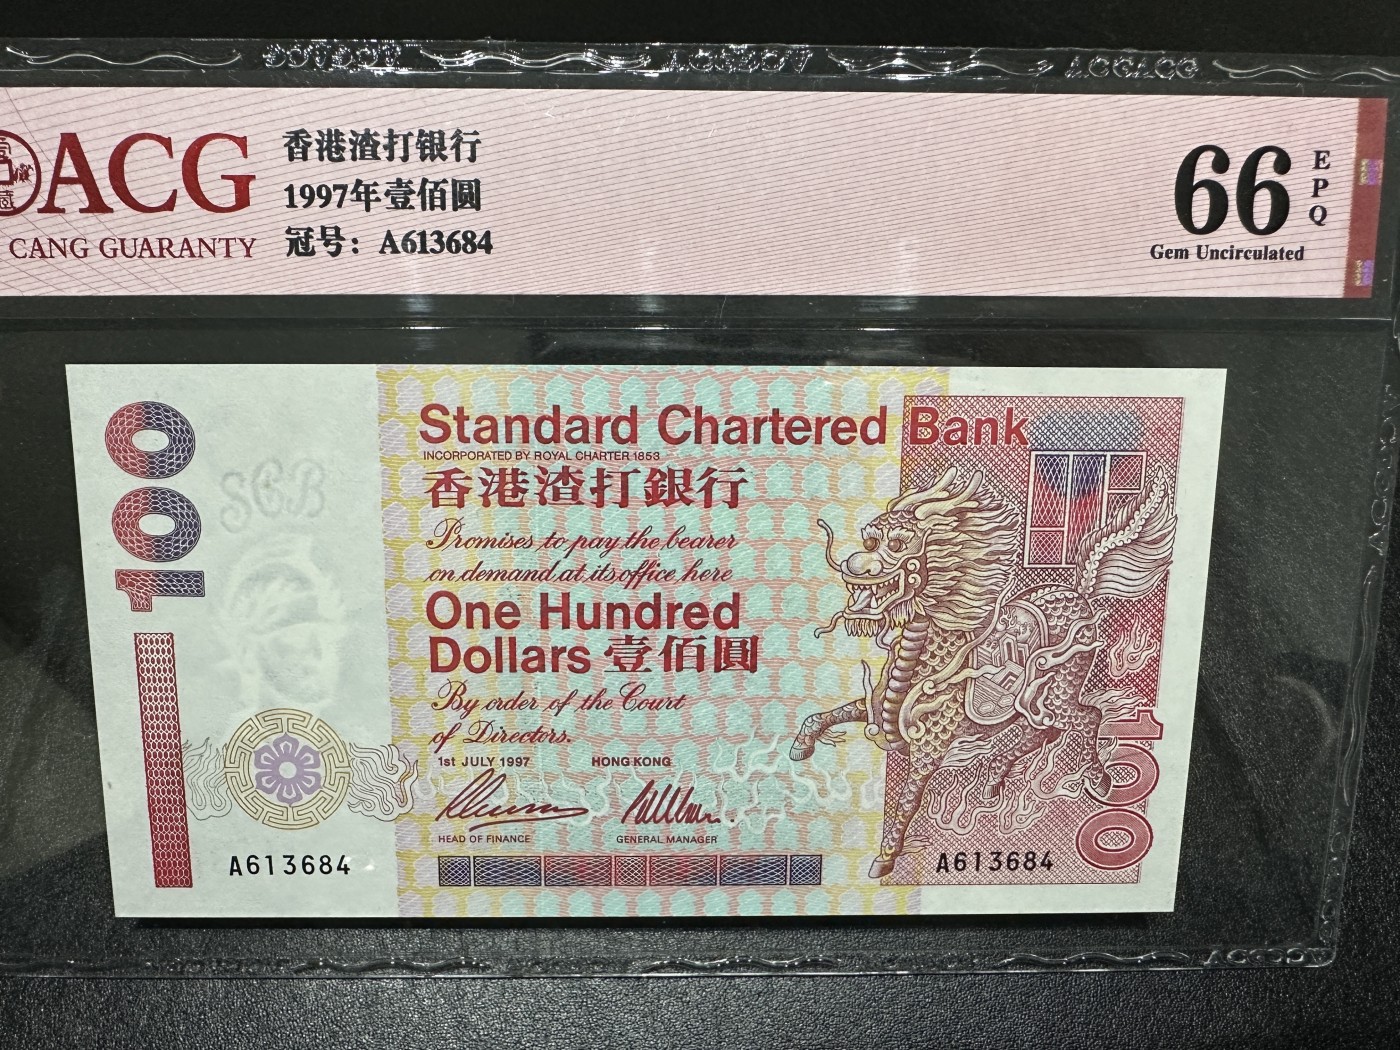 ACG
CANG GUARANTY
香港渣打银行
1997年壹佰圆
冠号：A613684
66
EPQ
Gem Uncirculated
100
SCB
Standard Chartered Bank
INCORPORATED BY ROYAL CHARTER 1853
香港渣打銀行
Promises to pay the bearer
on demand at its office here
One Hundred
Dollars 壹佰圓
By order of the Court
of Directors.
1st JULY 1997 HONG KONG
HEAD OF FINANCE GENERAL MANAGER
A613684
A613684
100